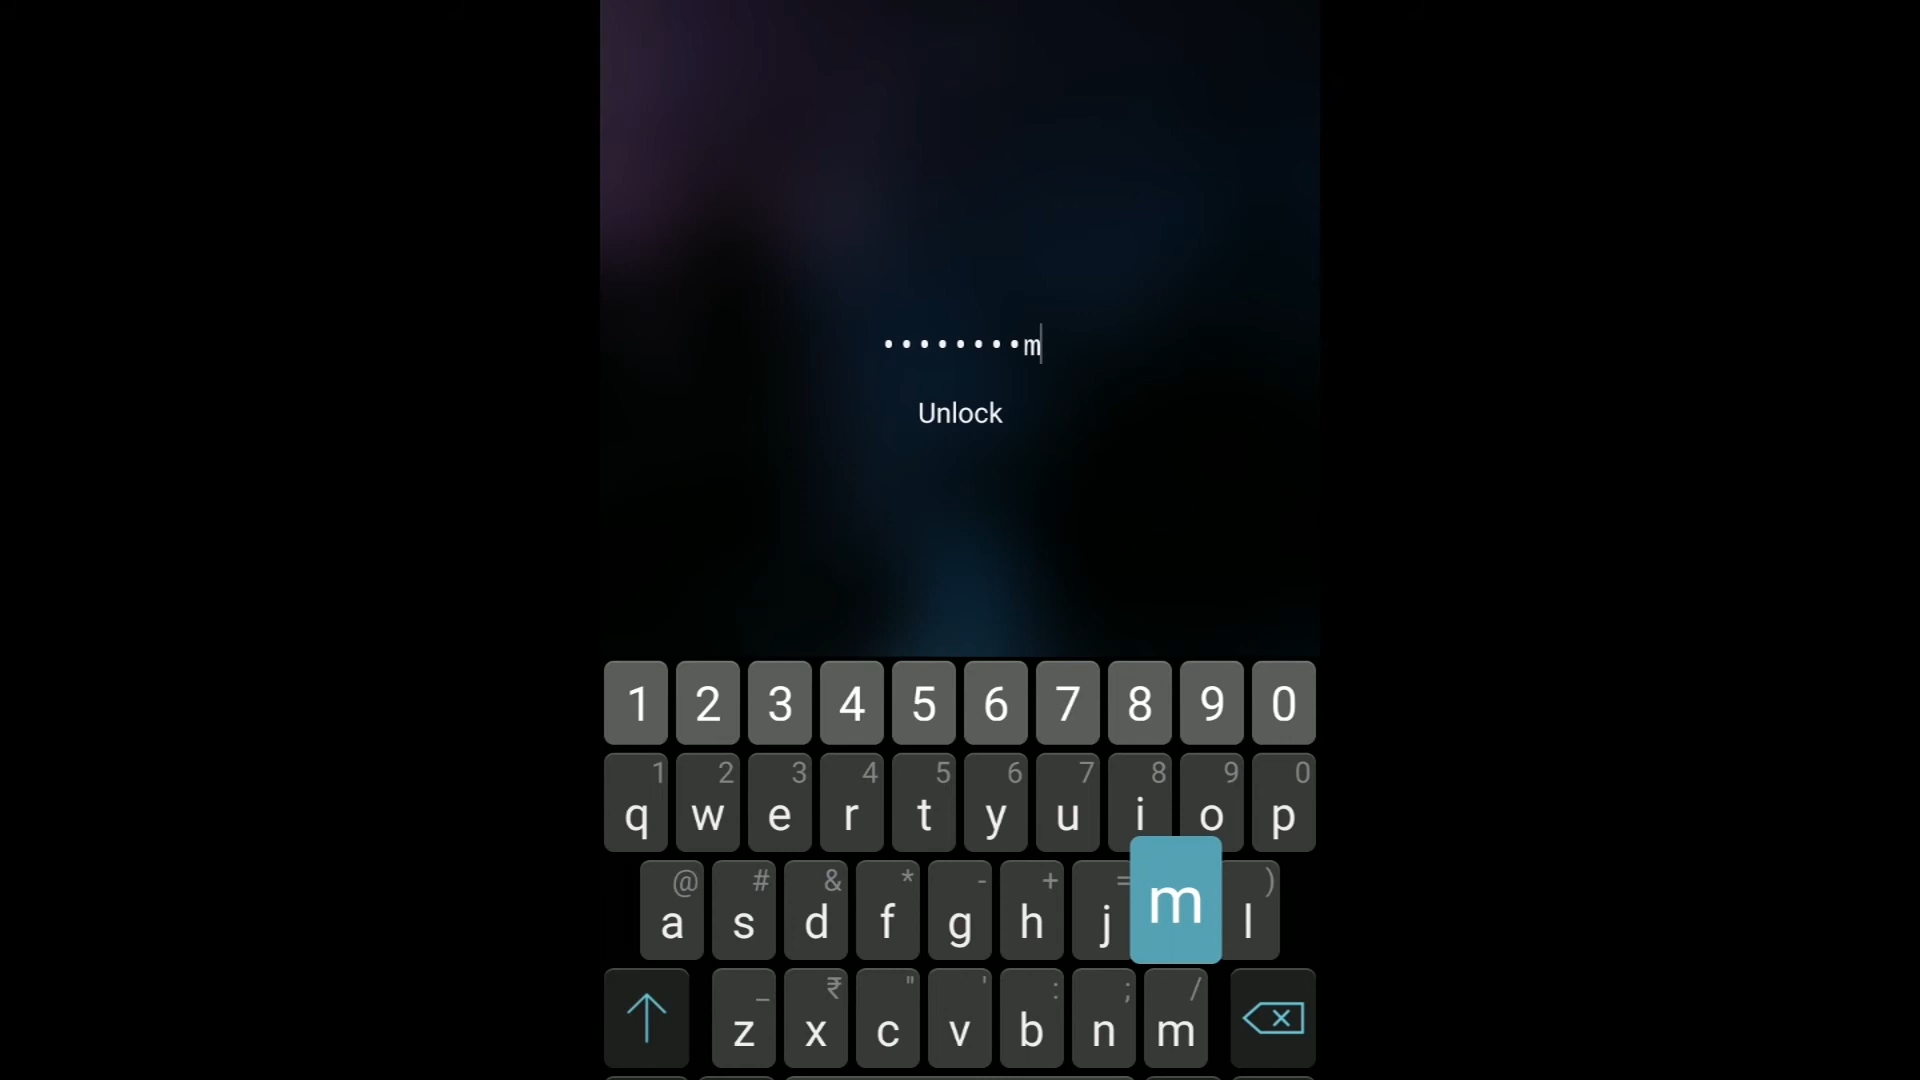 ••••••••m
Unlock
1 2 3 4 5 6 7 8 9 0
1 2 3 4 5 6 7 8 9 0
q w e r t y u i o p
@ # & * - + = )
a s d f g h j m l
_ ₹ " ' : ; /
z x c v b n m